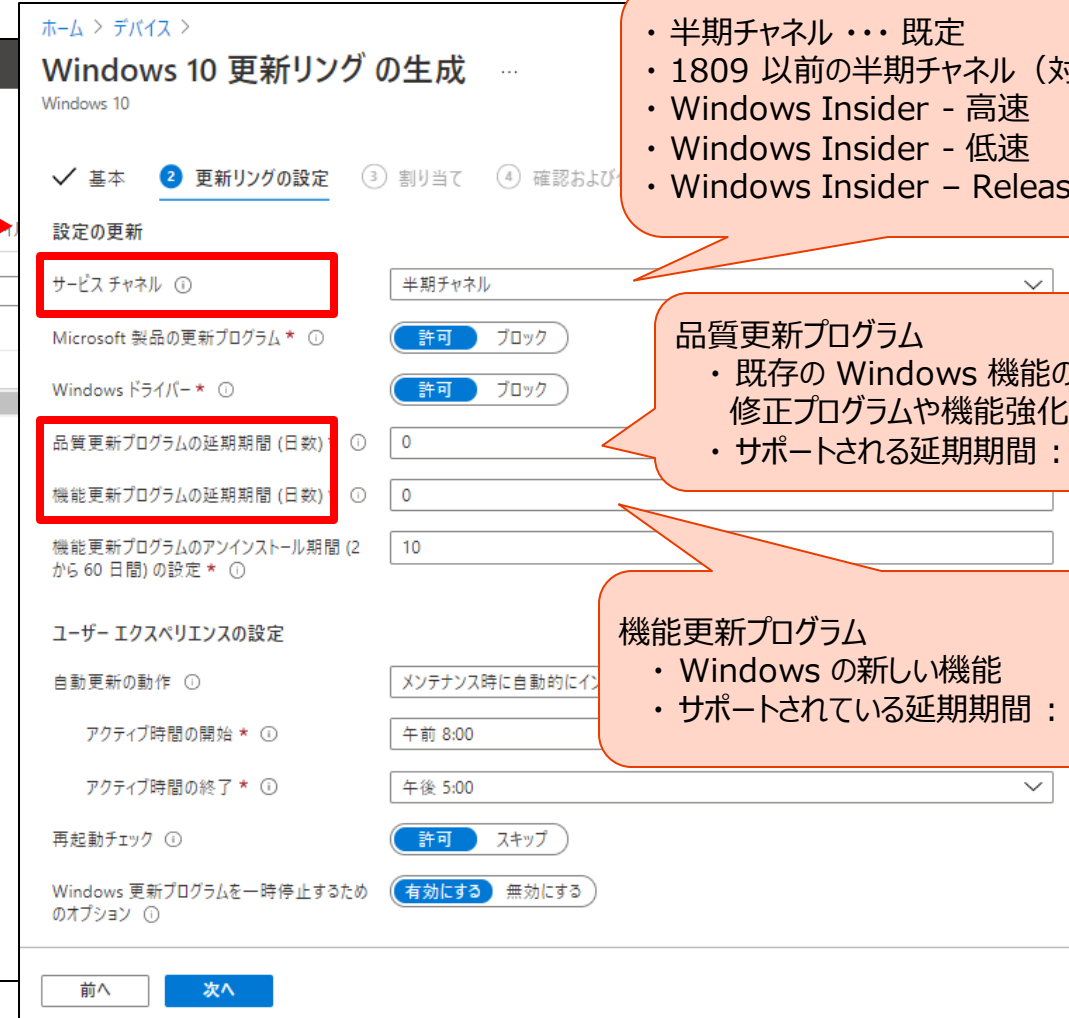 ホーム > デバイス >
Windows 10 更新リング の生成 …
Windows 10
基本
2 更新リングの設定
3 割り当て
4 確認および
設定の更新
サービス チャネル
半期チャネル
Microsoft 製品の更新プログラム *
許可 ブロック
Windows ドライバー *
許可 ブロック
品質更新プログラムの延期期間 (日数)
0
機能更新プログラムの延期期間 (日数)
0
機能更新プログラムのアンインストール期間 (2
から 60 日間) の設定 *
10
ユーザー エクスペリエンスの設定
自動更新の動作
メンテナンス時に自動的にイン
アクティブ時間の開始 *
午前 8:00
アクティブ時間の終了 *
午後 5:00
再起動チェック
許可 スキップ
Windows 更新プログラムを一時停止するため
のオプション
有効にする 無効にする
前へ
次へ
・ 半期チャネル ・・・ 既定
・ 1809 以前の半期チャネル（対
・ Windows Insider - 高速
・ Windows Insider - 低速
・ Windows Insider – Releas
品質更新プログラム
・ 既存の Windows 機能の
修正プログラムや機能強化
・ サポートされる延期期間：
機能更新プログラム
・ Windows の新しい機能
・ サポートされている延期期間：